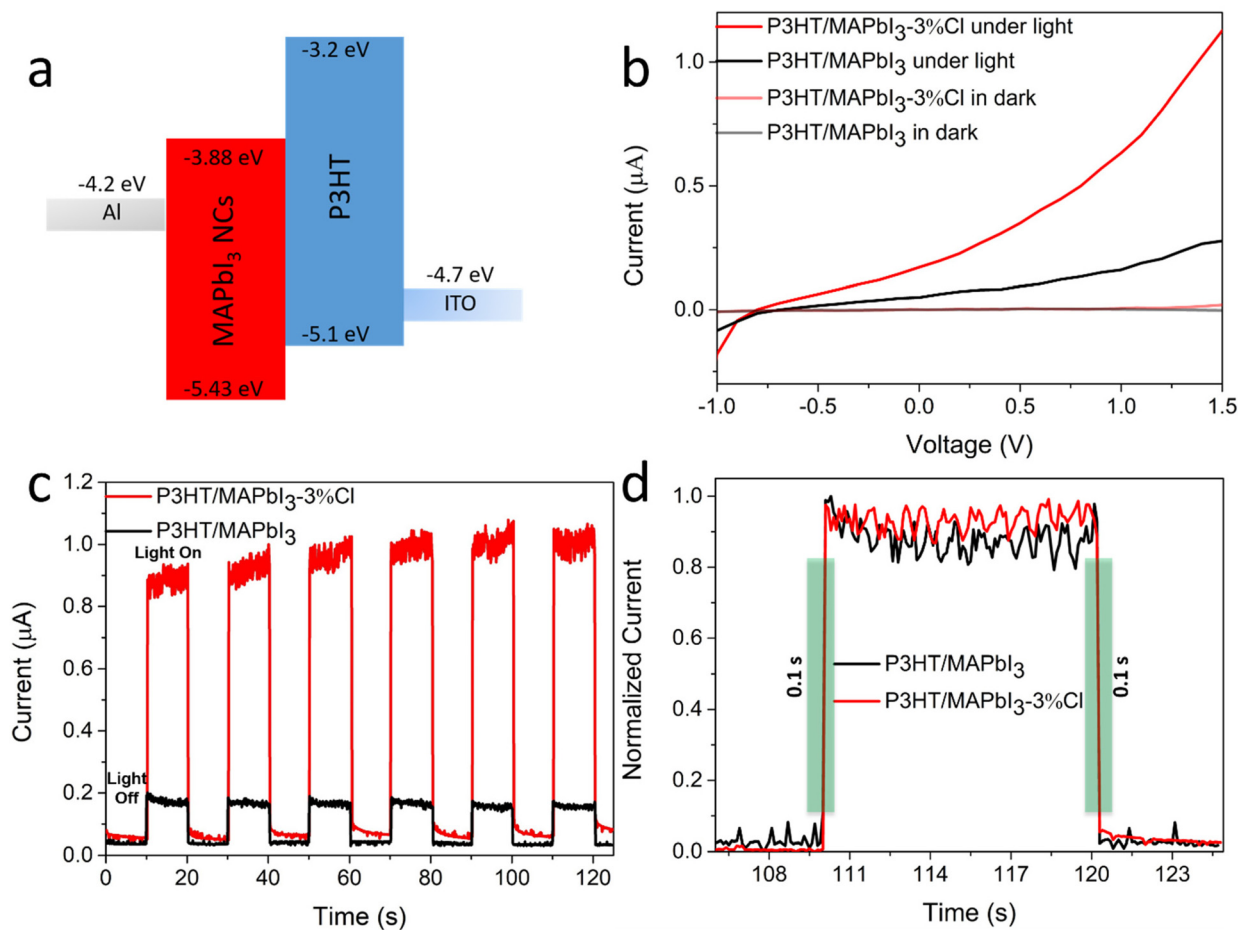 a
-3.2 eV
-3.88 eV
-4.2 eV
Al
MAPbI3 NCs
P3HT
-4.7 eV
ITO
-5.1 eV
-5.43 eV
b
P3HT/MAPbI3-3%Cl under light
P3HT/MAPbI3 under light
P3HT/MAPbI3-3%Cl in dark
P3HT/MAPbI3 in dark
1.0
0.5
0.0
Current (μA)
-1.0 -0.5 0.0 0.5 1.0 1.5
Voltage (V)
c
P3HT/MAPbI3-3%Cl
P3HT/MAPbI3
Light On
Light
Off
1.2
1.0
0.8
0.6
0.4
0.2
0.0
Current (μA)
0 20 40 60 80 100 120
Time (s)
d
1.0
0.8
0.6
0.4
0.2
0.0
Normalized Current
0.1 s
P3HT/MAPbI3
P3HT/MAPbI3-3%Cl
0.1 s
108 111 114 117 120 123
Time (s)